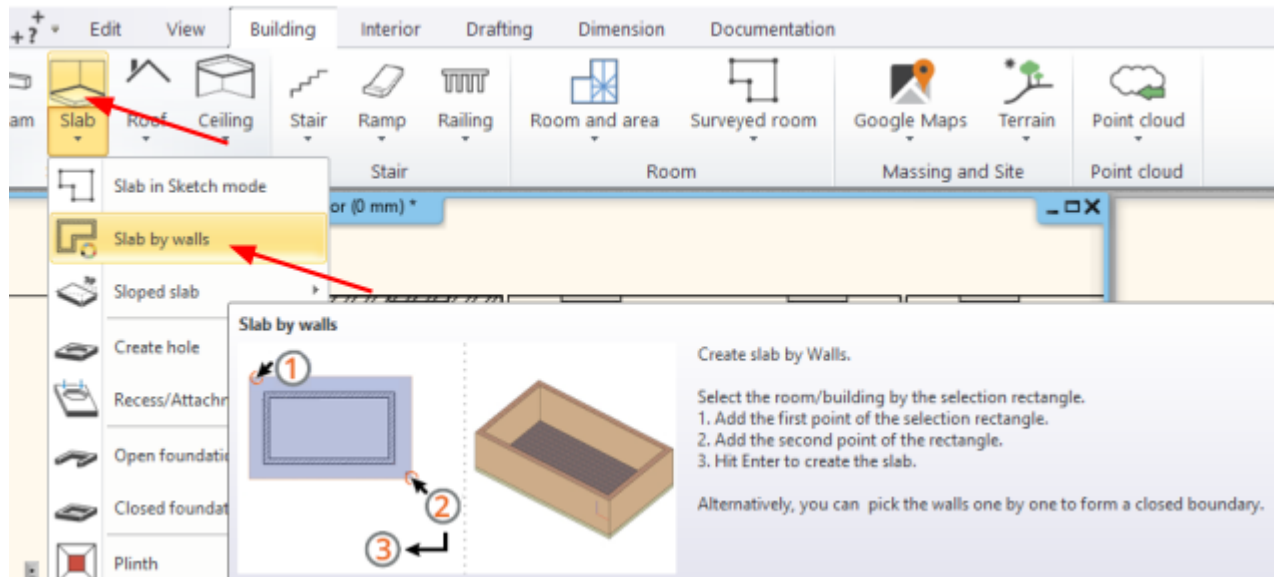 Edit View Building Interior Drafting Dimension Documentation
am Slab Roof Ceiling Stair Ramp Railing Room and area Surveyed room Google Maps Terrain Point cloud
Stair Room Massing and Site Point cloud
Slab in Sketch mode
or (0 mm) *
Slab by walls
Sloped slab
Slab by walls
Create hole
Recess/Attachr
Open foundatic
Closed foundat
Plinth
1
2
3
Create slab by Walls.
Select the room/building by the selection rectangle.
1. Add the first point of the selection rectangle.
2. Add the second point of the rectangle.
3. Hit Enter to create the slab.
Alternatively, you can pick the walls one by one to form a closed boundary.